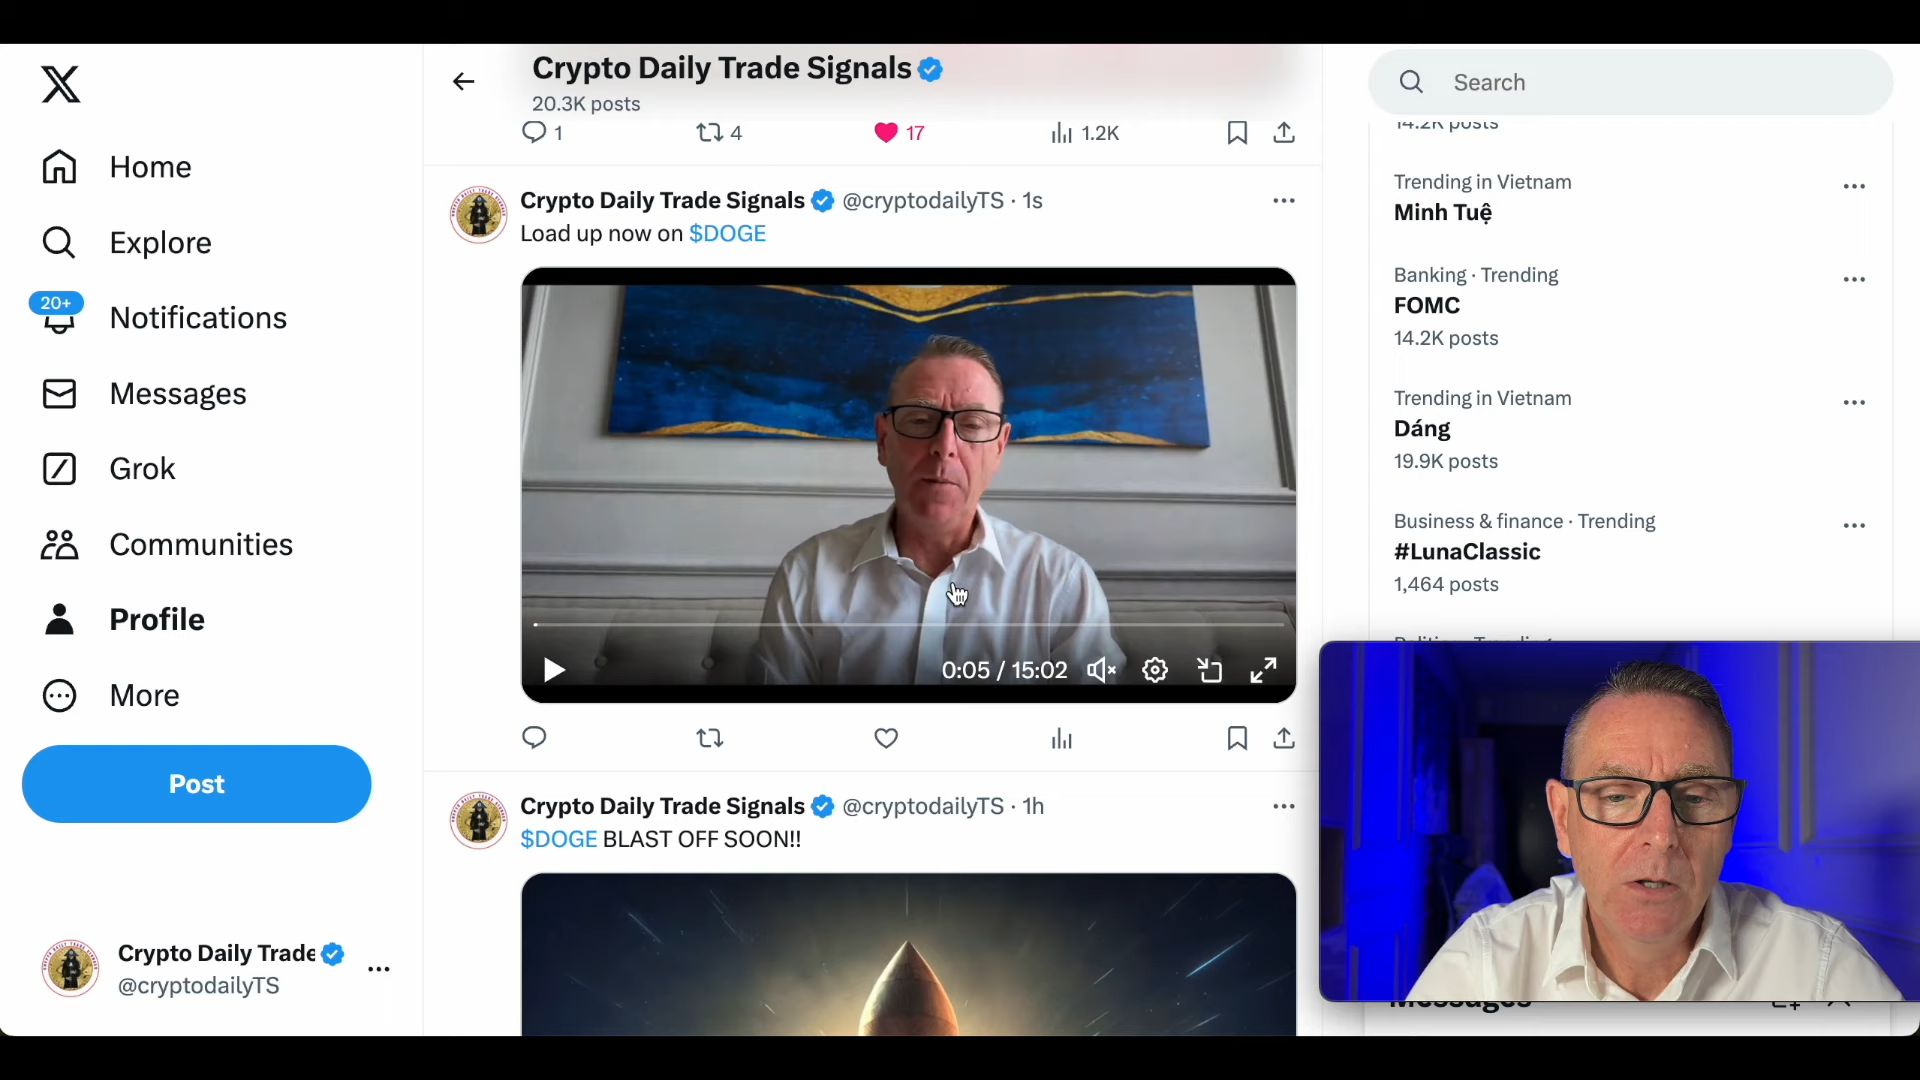 Home
Explore
20+
Notifications
Messages
Grok
Communities
Profile
More
Post
Crypto Daily Trade
@cryptodailyTS
Crypto Daily Trade Signals
20.3K posts
1
4
17
1.2K
Crypto Daily Trade Signals @cryptodailyTS · 1s
Load up now on $DOGE
0:05 / 15:02
Crypto Daily Trade Signals @cryptodailyTS · 1h
$DOGE BLAST OFF SOON!!
Search
14.2K posts
Trending in Vietnam
Minh Tuệ
Banking · Trending
FOMC
14.2K posts
Trending in Vietnam
Dáng
19.9K posts
Business & finance · Trending
#LunaClassic
1,464 posts
Messages